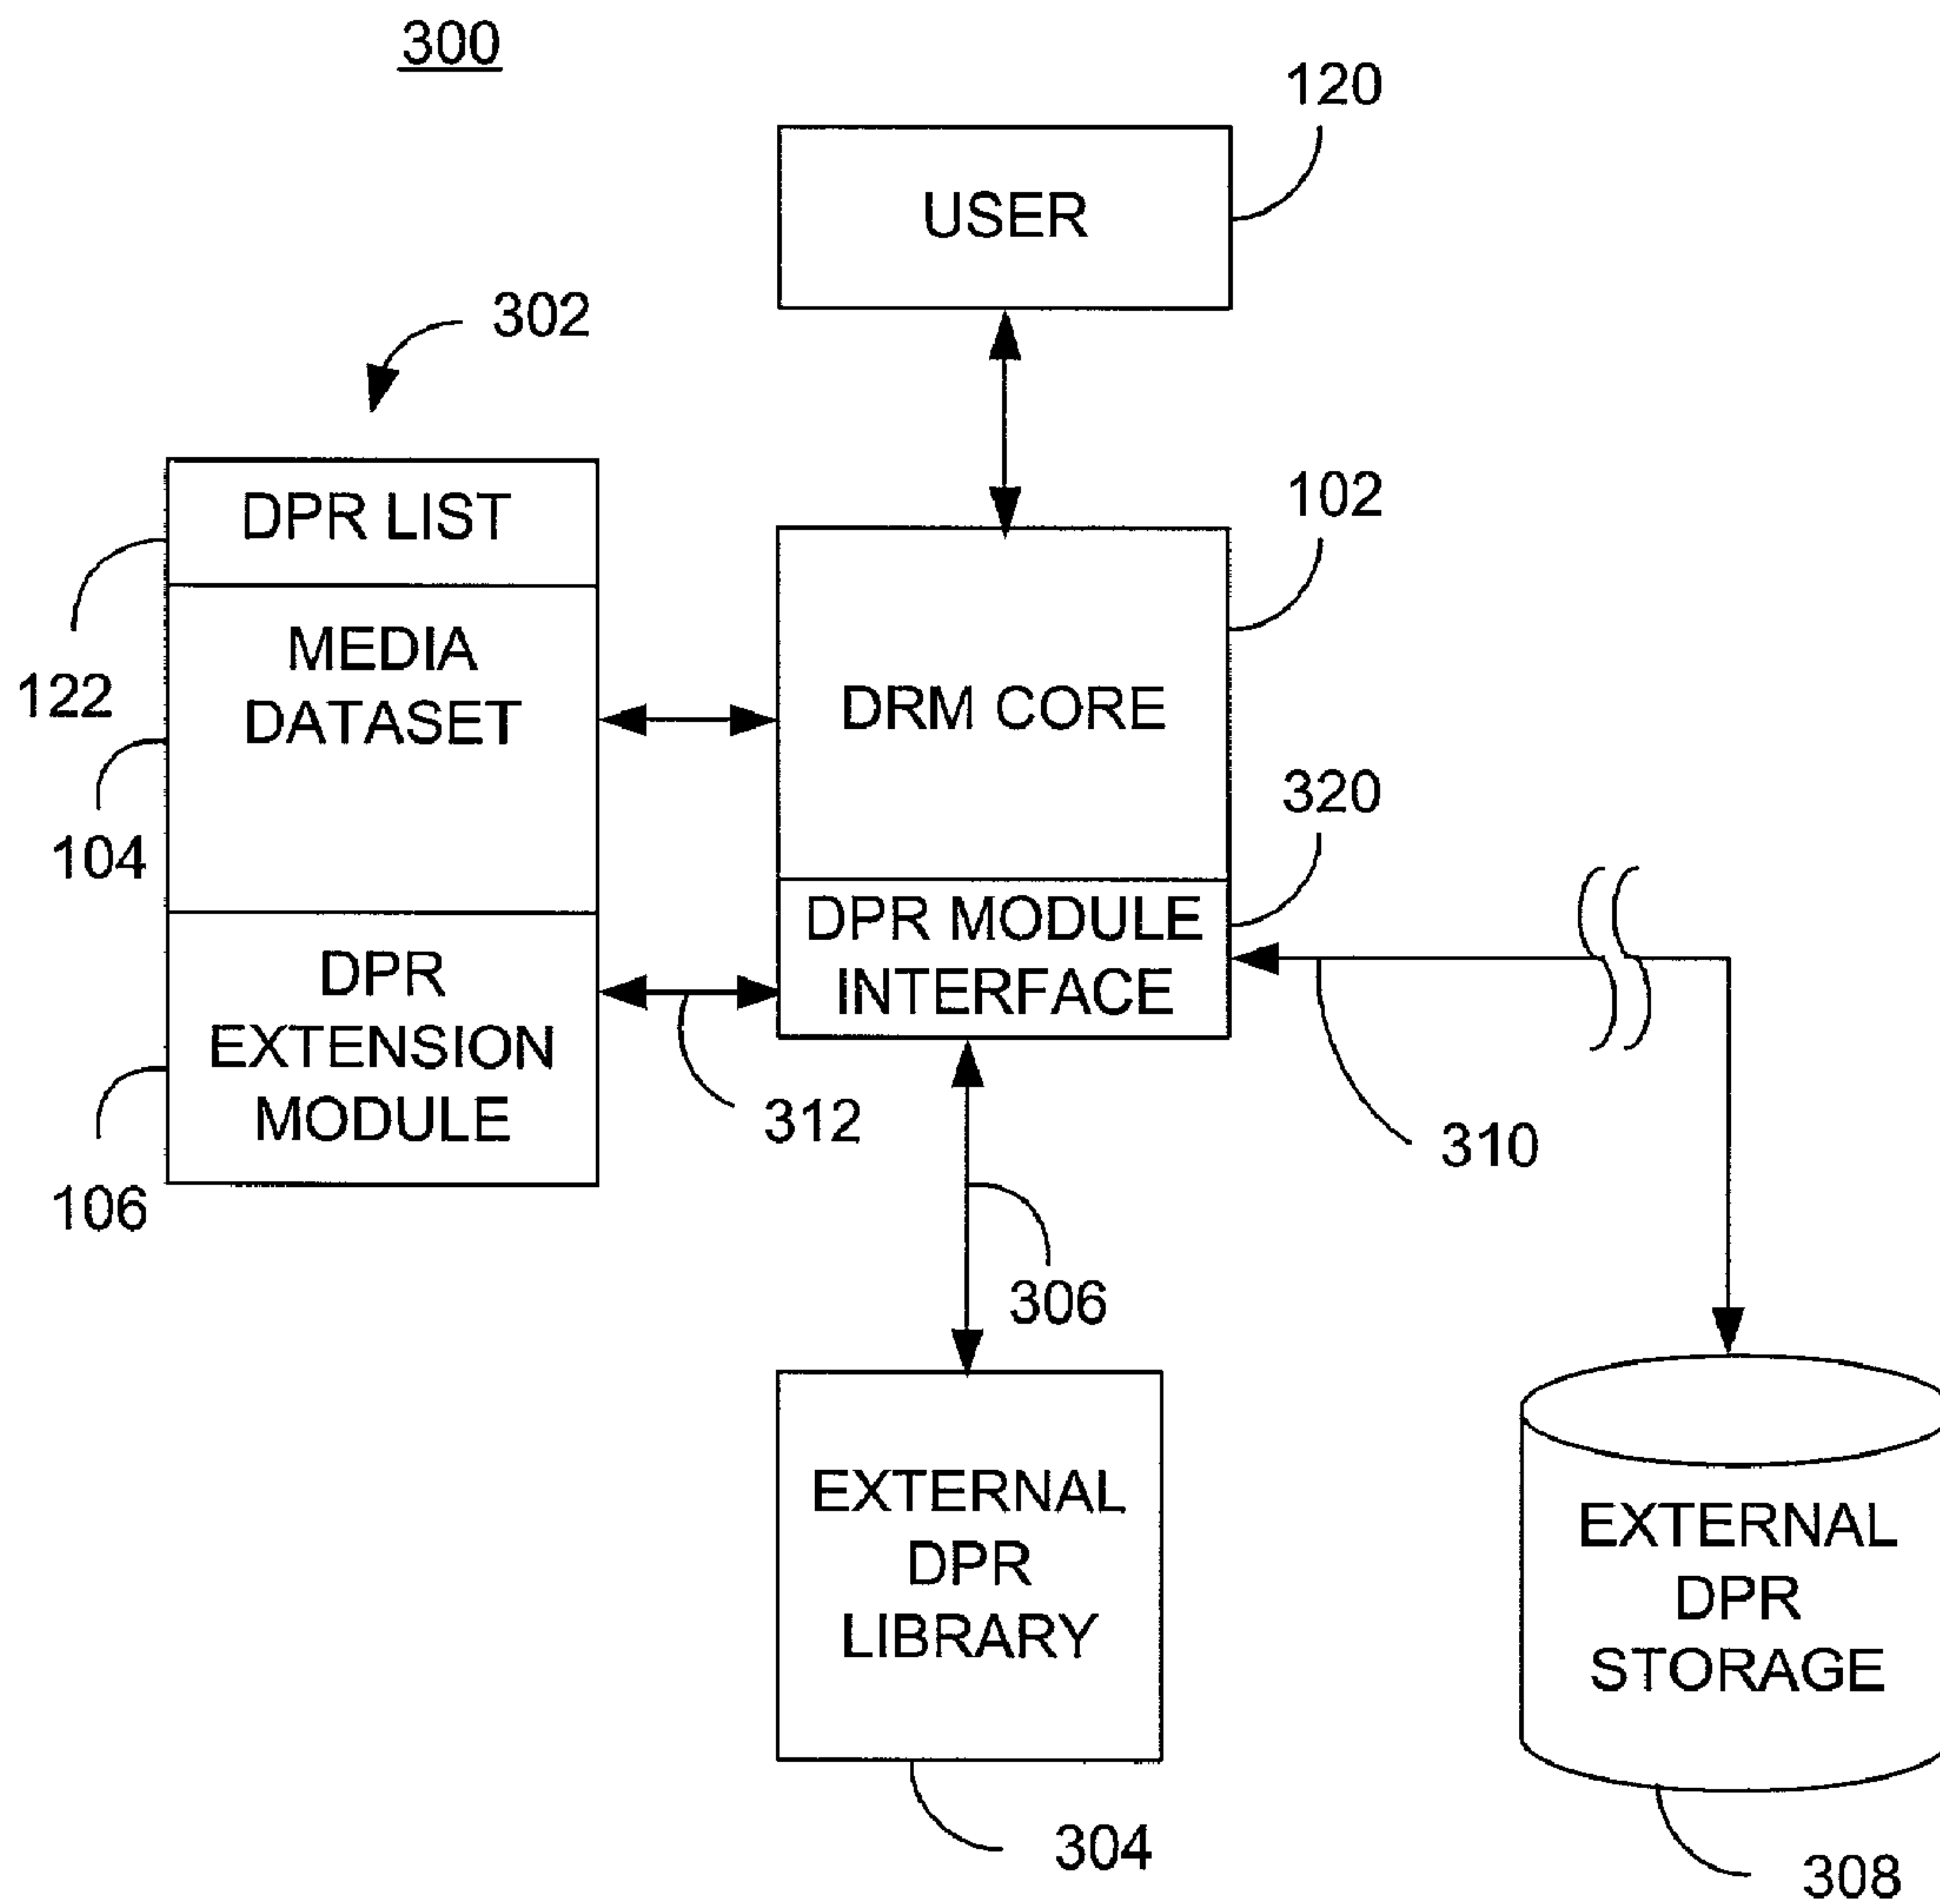 300
120
USER
302
DPR LIST
102
MEDIA
DATASET
122
DRM CORE
320
104
DPR MODULE
INTERFACE
DPR
EXTENSION
MODULE
312
310
106
306
EXTERNAL
DPR
LIBRARY
EXTERNAL
DPR
STORAGE
304
308